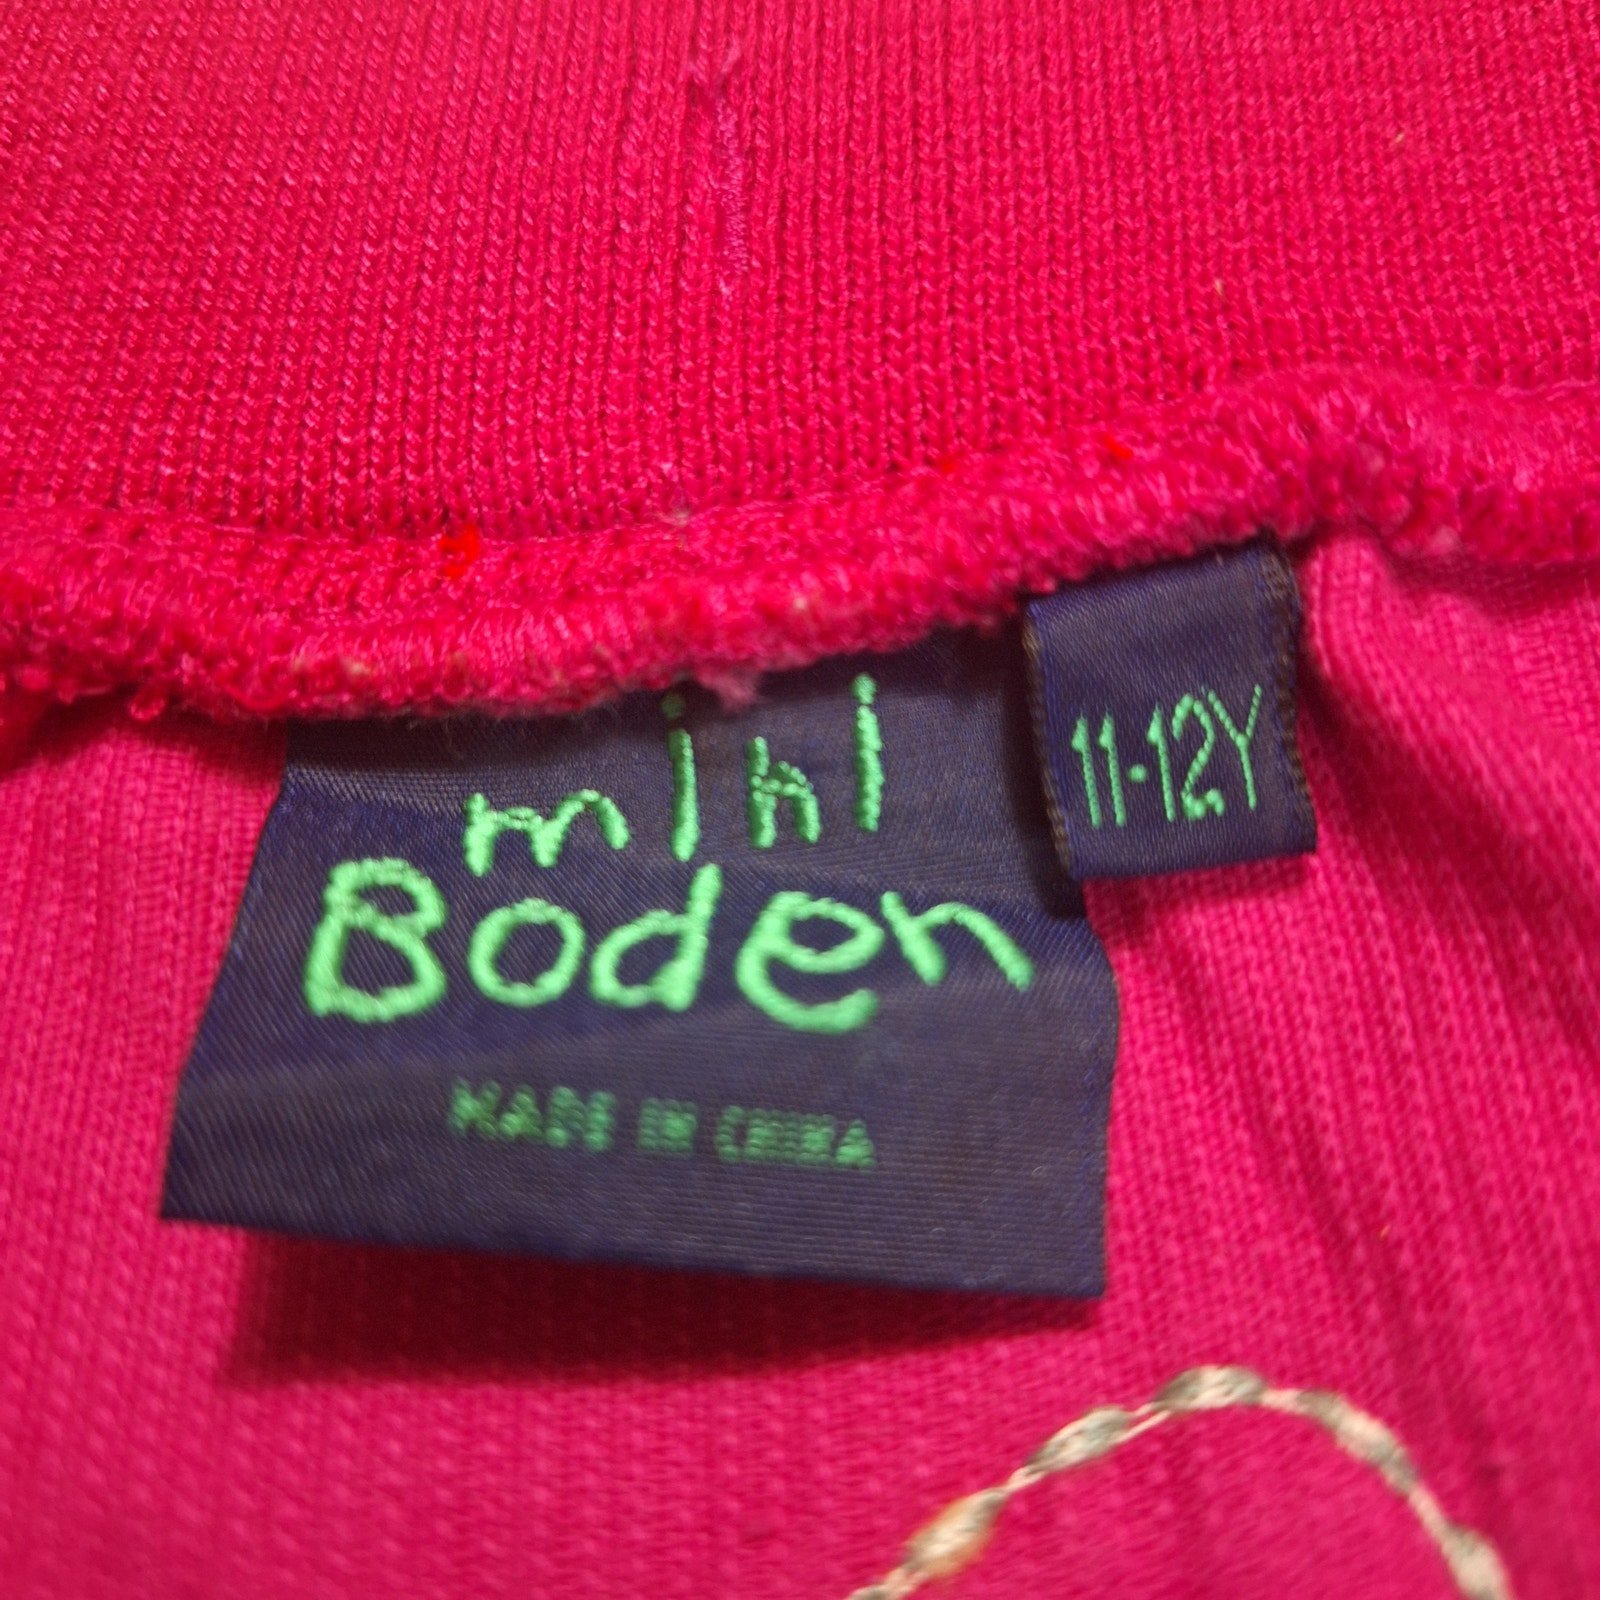 mini
Boden
MADE IN CHINA
11-12Y